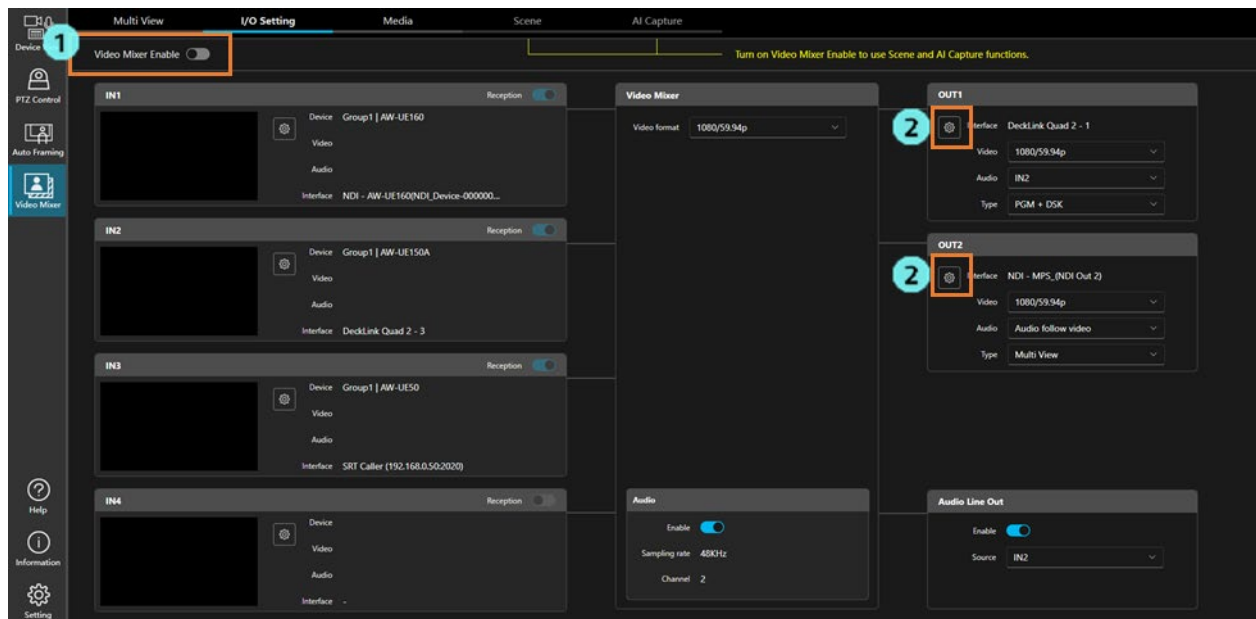 Multi View
I/O Setting
Media
Scene
AI Capture
Device
1
Video Mixer Enable
Turn on Video Mixer Enable to use Scene and AI Capture functions.
PTZ Control
Auto Framing
Video Mixer
Help
Information
Setting
IN1
Reception
Device Group1 | AW-UE160
Video
Audio
Interface NDI - AW-UE160(NDI_Device-000000...
IN2
Reception
Device Group1 | AW-UE150A
Video
Audio
Interface DeckLink Quad 2 - 3
IN3
Reception
Device Group1 | AW-UE50
Video
Audio
Interface SRT Caller (192.168.0.50:2020)
IN4
Reception
Device
Video
Audio
Interface -
Video Mixer
Video format 1080/59.94p
Audio
Enable
Sampling rate 48KHz
Channel 2
OUT1
2
Interface DeckLink Quad 2 - 1
Video 1080/59.94p
Audio IN2
Type PGM + DSK
OUT2
2
Interface NDI - MPS_(NDI Out 2)
Video 1080/59.94p
Audio Audio follow video
Type Multi View
Audio Line Out
Enable
Source IN2